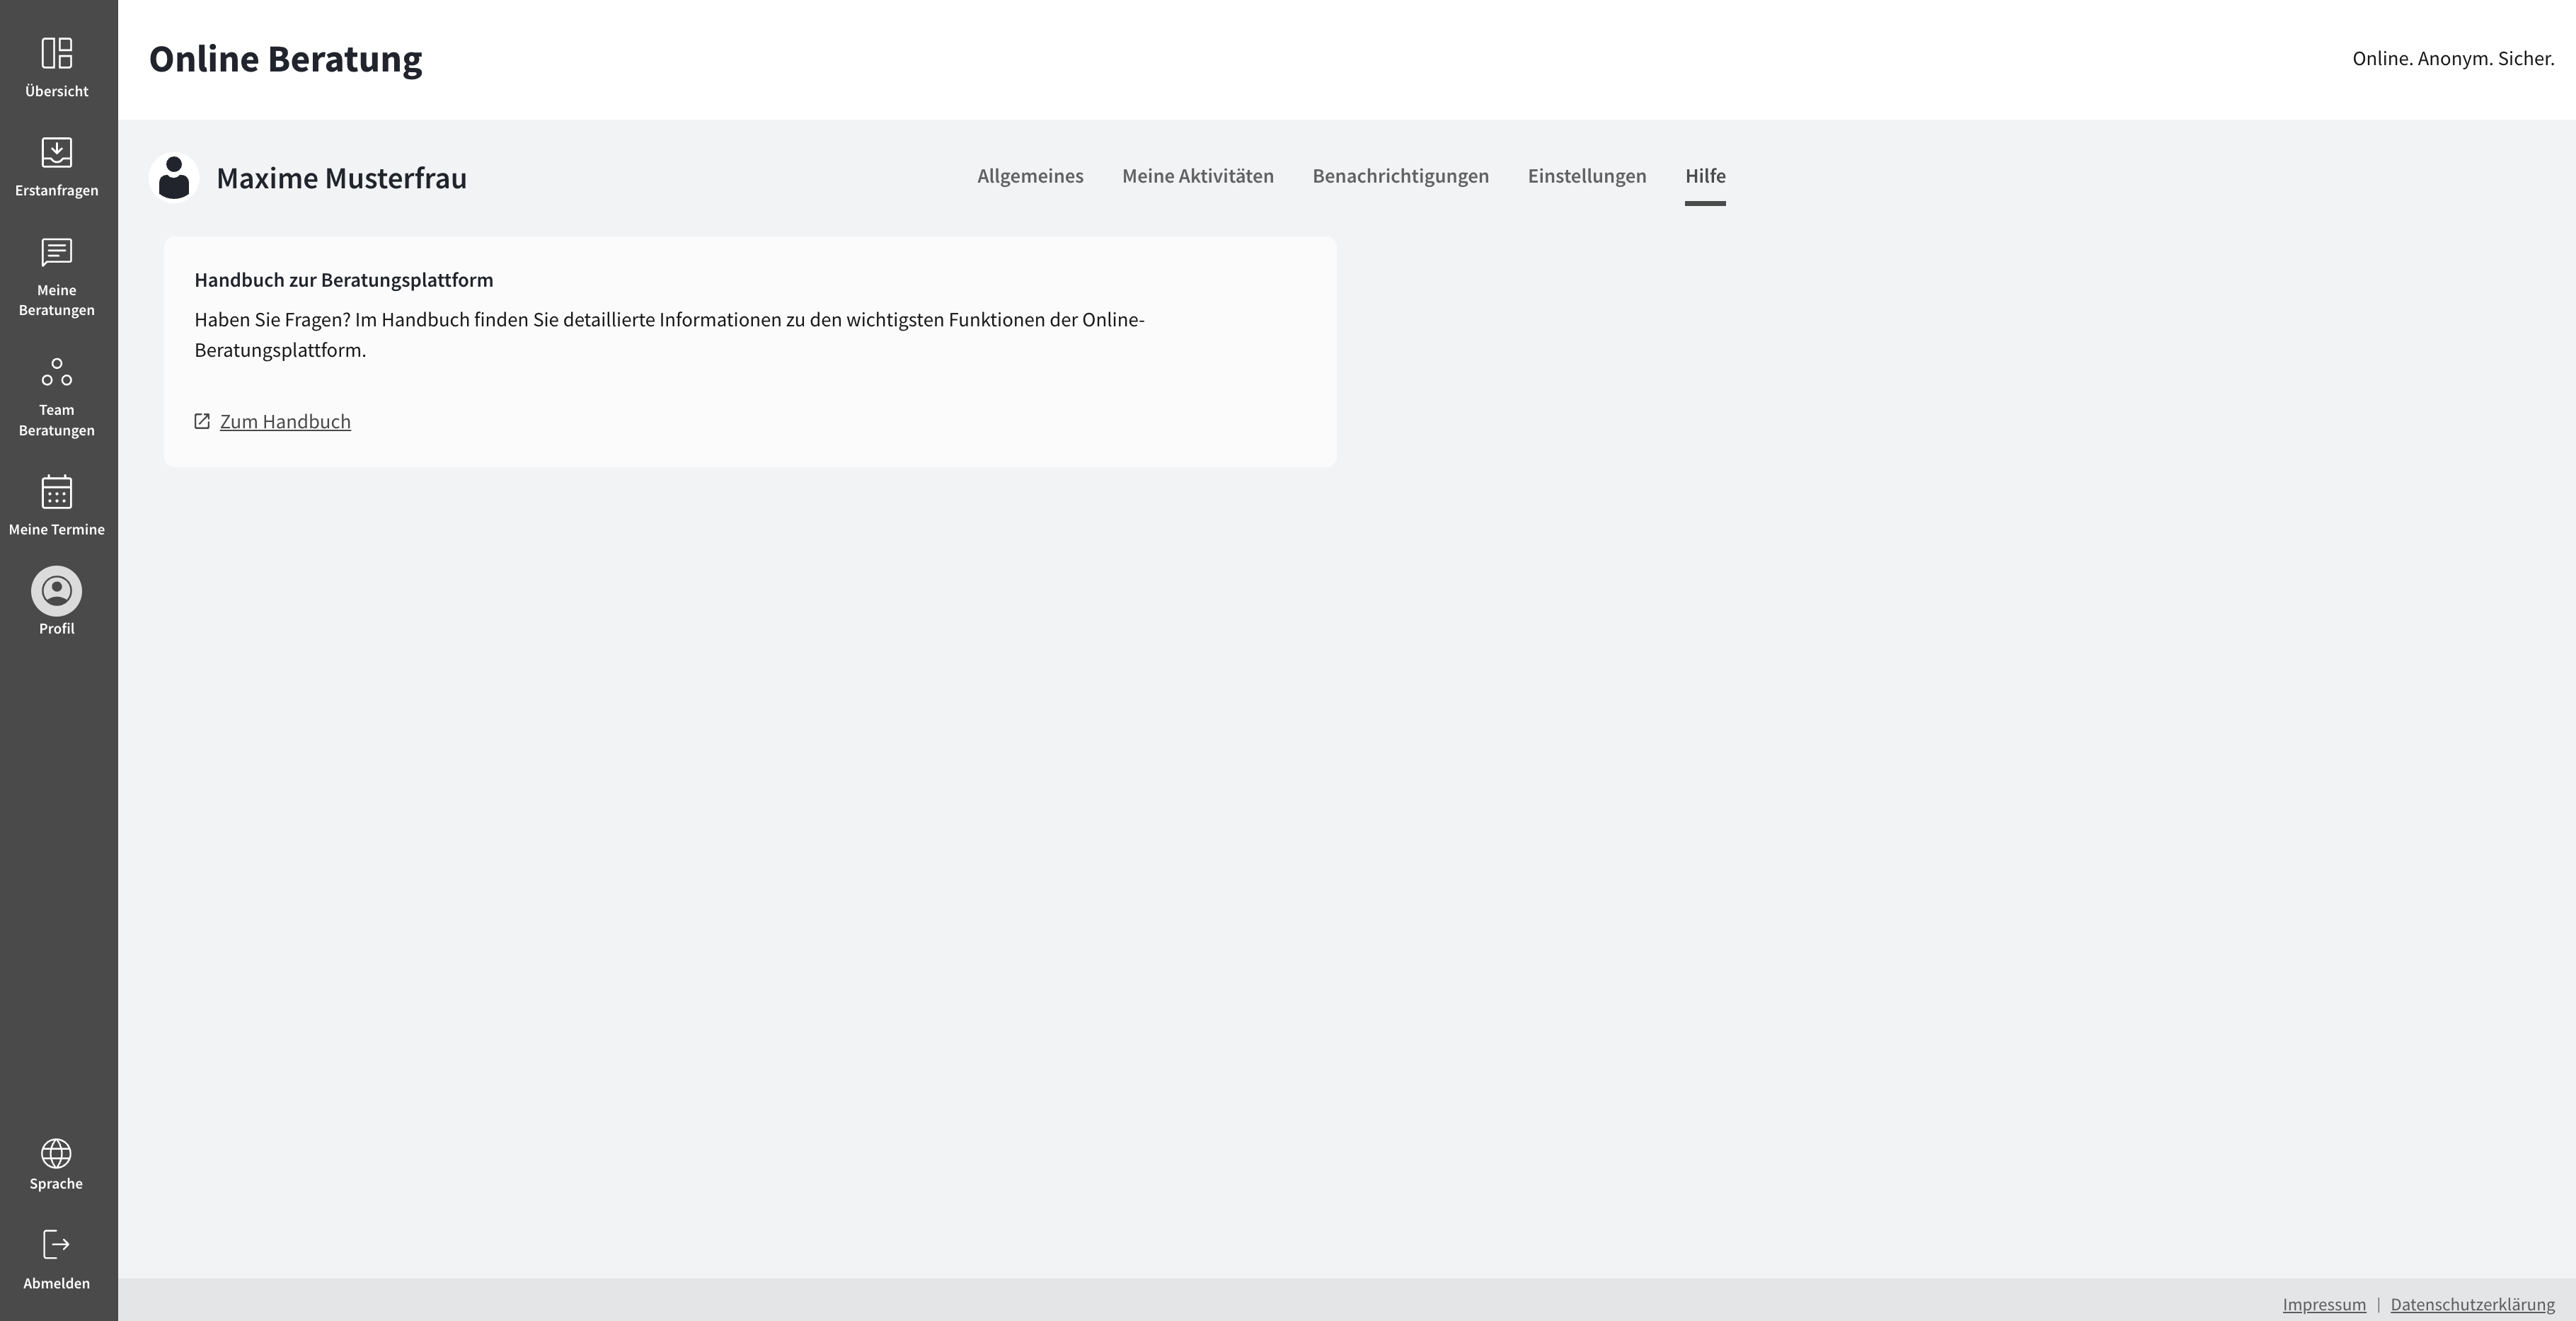 Übersicht
Erstanfragen
Meine
Beratungen
Team
Beratungen
Meine Termine
Profil
Sprache
Abmelden
Online Beratung
Online. Anonym. Sicher.
Maxime Musterfrau
Allgemeines Meine Aktivitäten Benachrichtigungen Einstellungen Hilfe
Handbuch zur Beratungsplattform
Haben Sie Fragen? Im Handbuch finden Sie detaillierte Informationen zu den wichtigsten Funktionen der Online-
Beratungsplattform.
Zum Handbuch
Impressum | Datenschutzerklärung